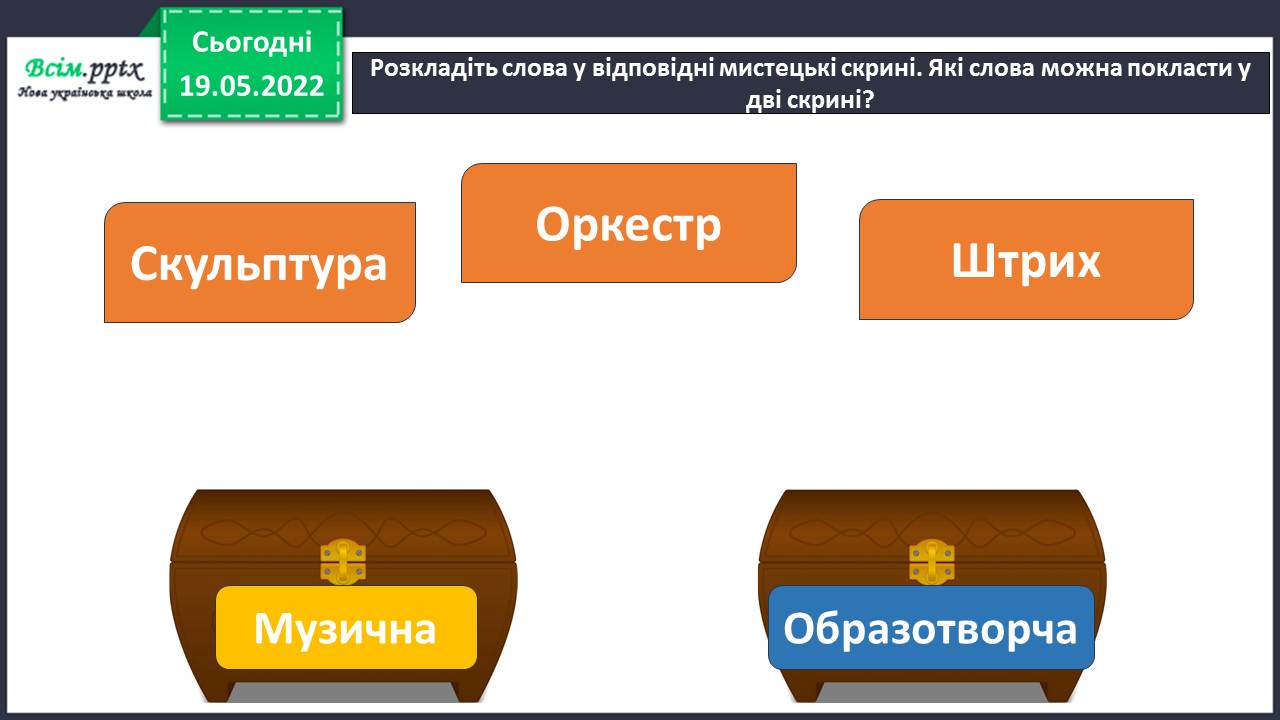 Всім.pptx
Нова українська школа
Сьогодні
19.05.2022
Розкладіть слова у відповідні мистецькі скрині. Які слова можна покласти у
дві скрині?
Скульптура
Оркестр
Штрих
Музична
Образотворча